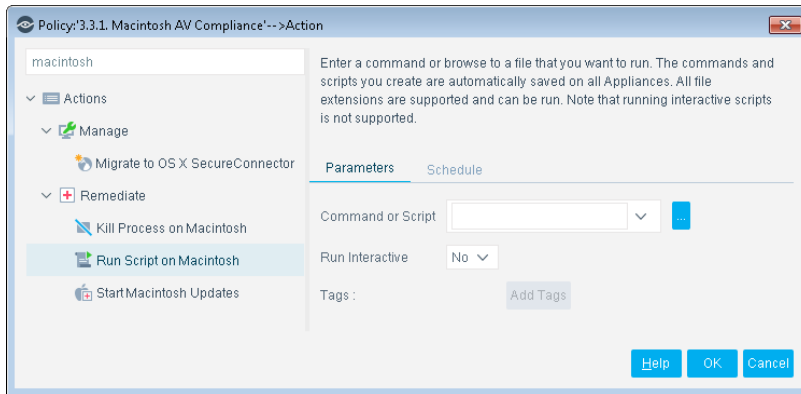 Policy:'3.3.1. Macintosh AV Compliance'-->Action
macintosh
Actions
Manage
Migrate to OS X SecureConnector
Remediate
Kill Process on Macintosh
Run Script on Macintosh
Start Macintosh Updates
Enter a command or browse to a file that you want to run. The commands and
scripts you create are automatically saved on all Appliances. All file
extensions are supported and can be run. Note that running interactive scripts
is not supported.
Parameters Schedule
Command or Script ...
Run Interactive No
Tags : Add Tags
Help OK Cancel